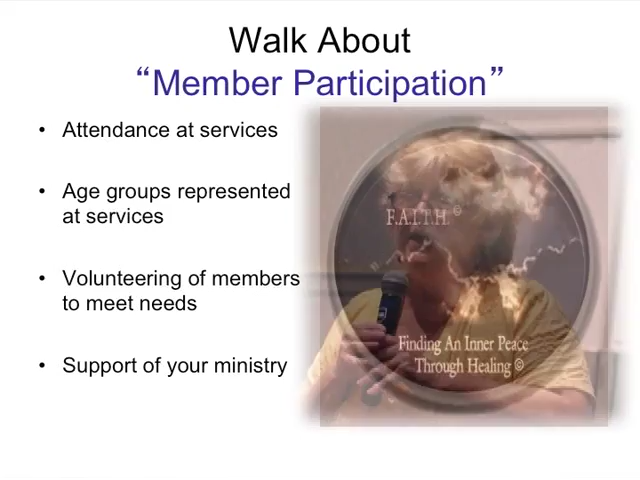 Walk About
“Member Participation”
• Attendance at services
• Age groups represented
at services
• Volunteering of members
to meet needs
• Support of your ministry
F.A.I.T.H. ©
Finding An Inner Peace
Through Healing ©